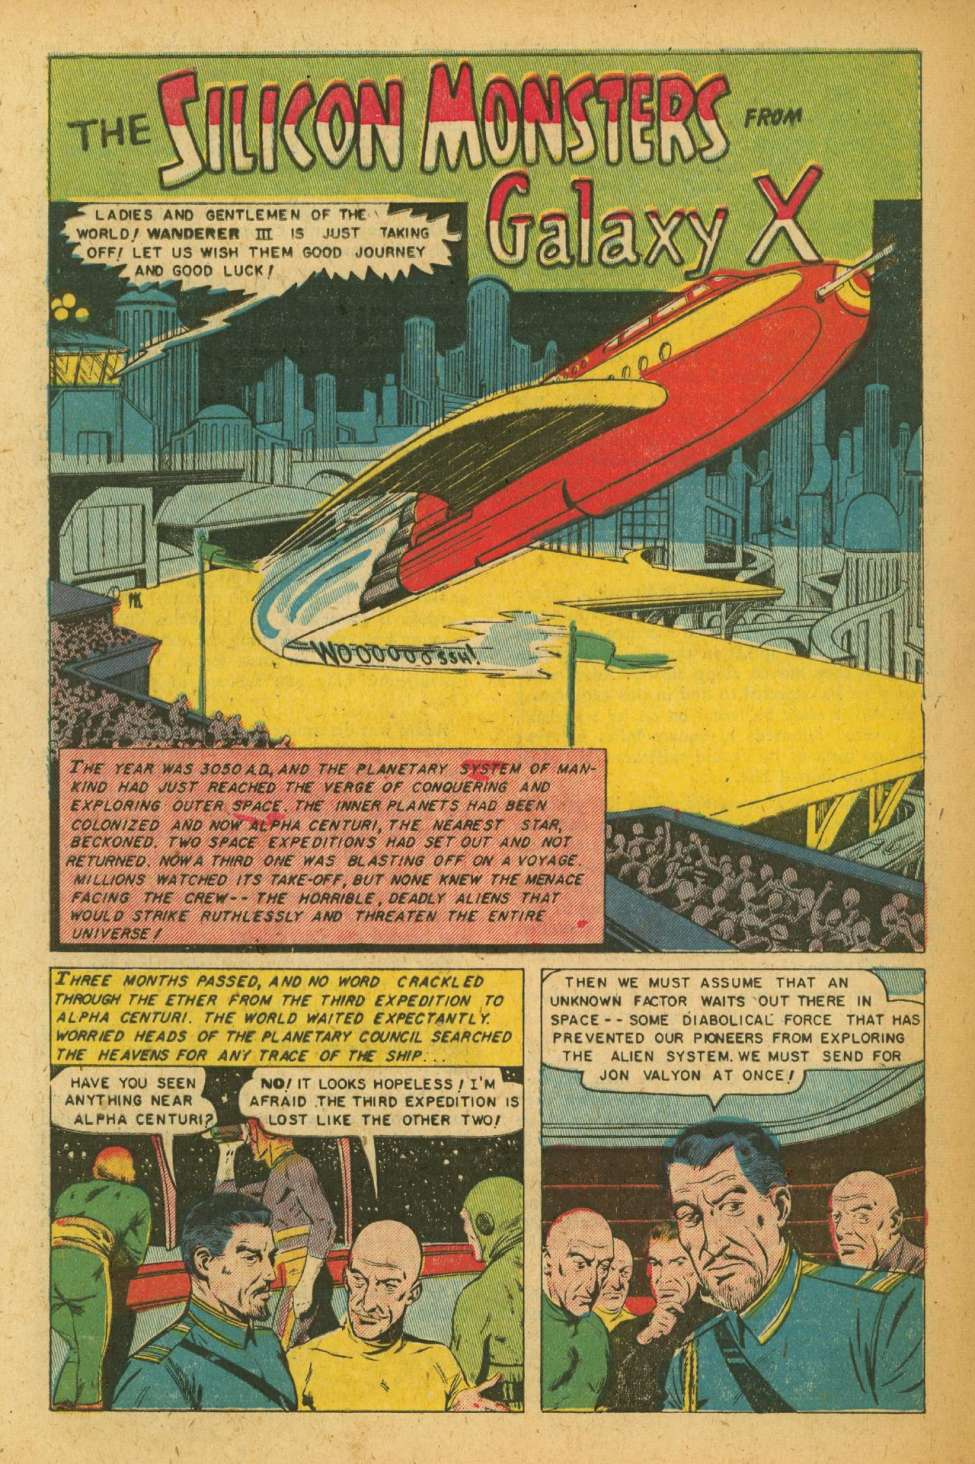 THE SILICON MONSTERS FROM
Galaxy X
LADIES AND GENTLEMEN OF THE
WORLD! WANDERER III IS JUST TAKING
OFF! LET US WISH THEM GOOD JOURNEY
AND GOOD LUCK!
WOOOOOOSSH!
THE YEAR WAS 3050 A.D., AND THE PLANETARY SYSTEM OF MAN-
KIND HAD JUST REACHED THE VERGE OF CONQUERING AND
EXPLORING OUTER SPACE. THE INNER PLANETS HAD BEEN
COLONIZED AND NOW ALPHA CENTURI, THE NEAREST STAR,
BECKONED. TWO SPACE EXPEDITIONS HAD SET OUT AND NOT
RETURNED. NOW A THIRD ONE WAS BLASTING OFF ON A VOYAGE.
MILLIONS WATCHED ITS TAKE-OFF, BUT NONE KNEW THE MENACE
FACING THE CREW-- THE HORRIBLE, DEADLY ALIENS THAT
WOULD STRIKE RUTHLESSLY AND THREATEN THE ENTIRE
UNIVERSE!
THREE MONTHS PASSED, AND NO WORD CRACKLED
THROUGH THE ETHER FROM THE THIRD EXPEDITION TO
ALPHA CENTURI. THE WORLD WAITED EXPECTANTLY.
WORRIED HEADS OF THE PLANETARY COUNCIL SEARCHED
THE HEAVENS FOR ANY TRACE OF THE SHIP...
HAVE YOU SEEN
ANYTHING NEAR
ALPHA CENTURI?
NO! IT LOOKS HOPELESS! I'M
AFRAID THE THIRD EXPEDITION IS
LOST LIKE THE OTHER TWO!
THEN WE MUST ASSUME THAT AN
UNKNOWN FACTOR WAITS OUT THERE IN
SPACE-- SOME DIABOLICAL FORCE THAT HAS
PREVENTED OUR PIONEERS FROM EXPLORING
THE ALIEN SYSTEM. WE MUST SEND FOR
JON VALYON AT ONCE!